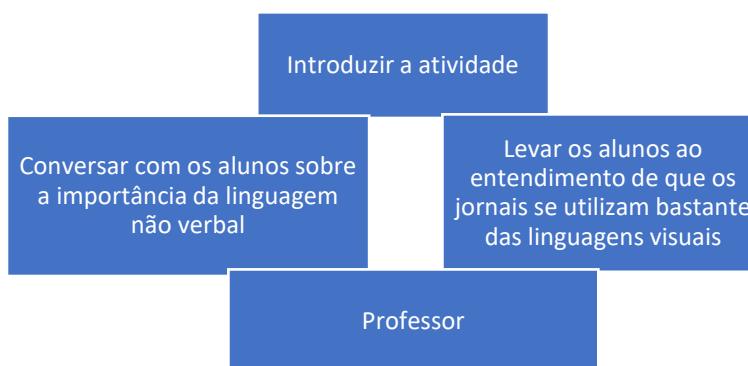 Introduzir a atividade
Conversar com os alunos sobre
a importância da linguagem
não verbal
Levar os alunos ao
entendimento de que os
jornais se utilizam bastante
das linguagens visuais
Professor